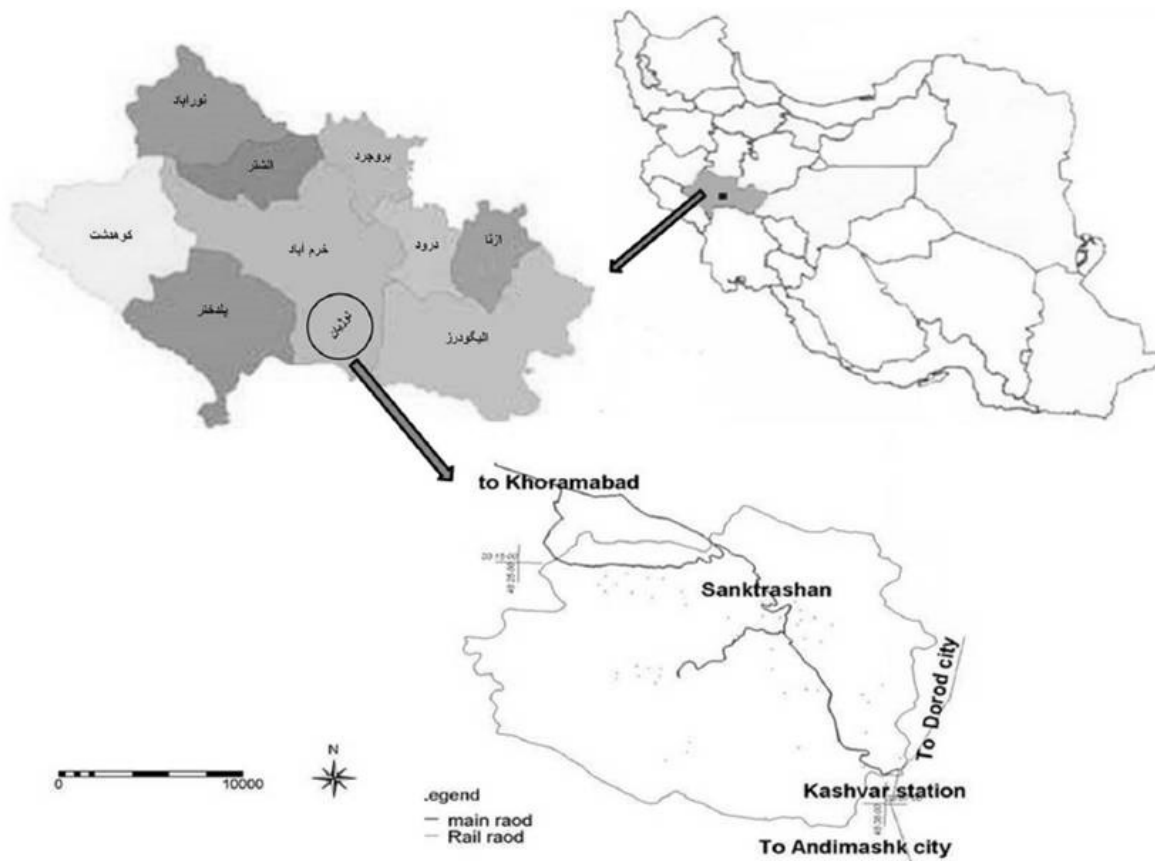 نورآباد
الشتر
بروجرد
کوهدشت
خرم آباد
درود
ازنا
پلدختر
نوژیان
الیگودرز
to Khoramabad
Sanktrashan
To Dorod city
Kashvar station
To Andimashk city
N
0 10000
.egend
main raod
Rail raod